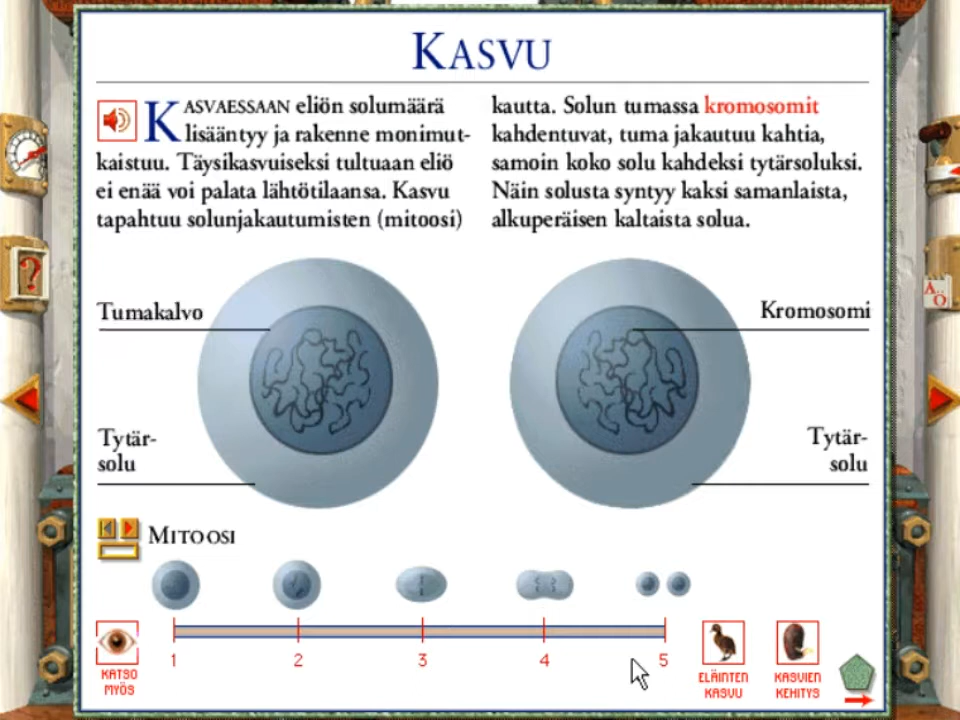 KASVU
KASVAESSAAN eliön solumäärä
lisääntyy ja rakenne monimut-
kaistuu. Täysikasvuiseksi tultuaan eliö
ei enää voi palata lähtötilaansa. Kasvu
tapahtuu solunjakautumisten (mitoosi)
kautta. Solun tumassa kromosomit
kahdentuvat, tuma jakautuu kahtia,
samoin koko solu kahdeksi tytärsoluksi.
Näin solusta syntyy kaksi samanlaista,
alkuperäisen kaltaista solua.
Tumakalvo
Kromosomi
Tytär-
solu
Tytär-
solu
MITOOSI
1 2 3 4 5
KATSO
MYÖS
ELÄINTEN
KASVU
KASVIEN
KEHITYS
?
A..
Ö